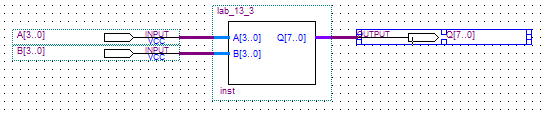 lab_13_3
A[3..0] INPUT VCC A[3..0] Q[7..0] OUTPUT Q[7..0]
B[3..0] INPUT VCC B[3..0]
inst